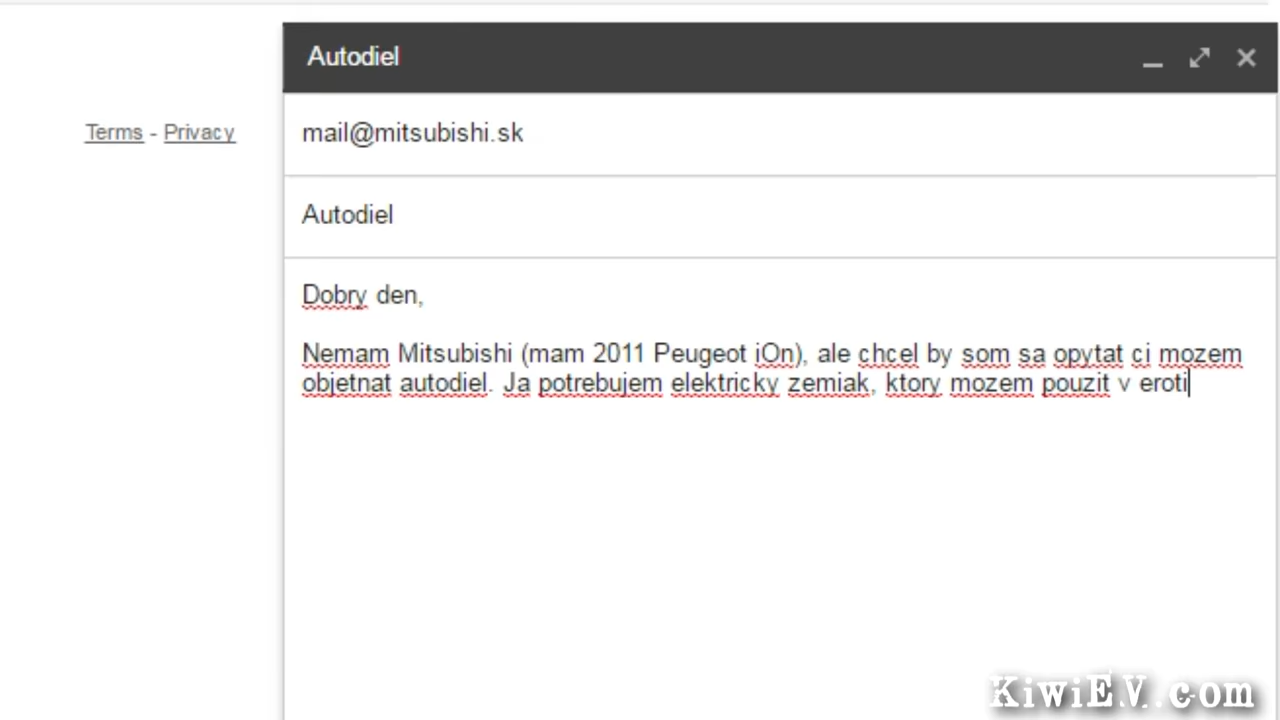 Autodiel
Terms - Privacy
mail@mitsubishi.sk
Autodiel
Dobry den,
Nemam Mitsubishi (mam 2011 Peugeot iOn), ale chcel by som sa opytat ci mozem
objetnat autodiel. Ja potrebujem elektricky zemiak, ktory mozem pouzit v eroti
KiwiEV.com